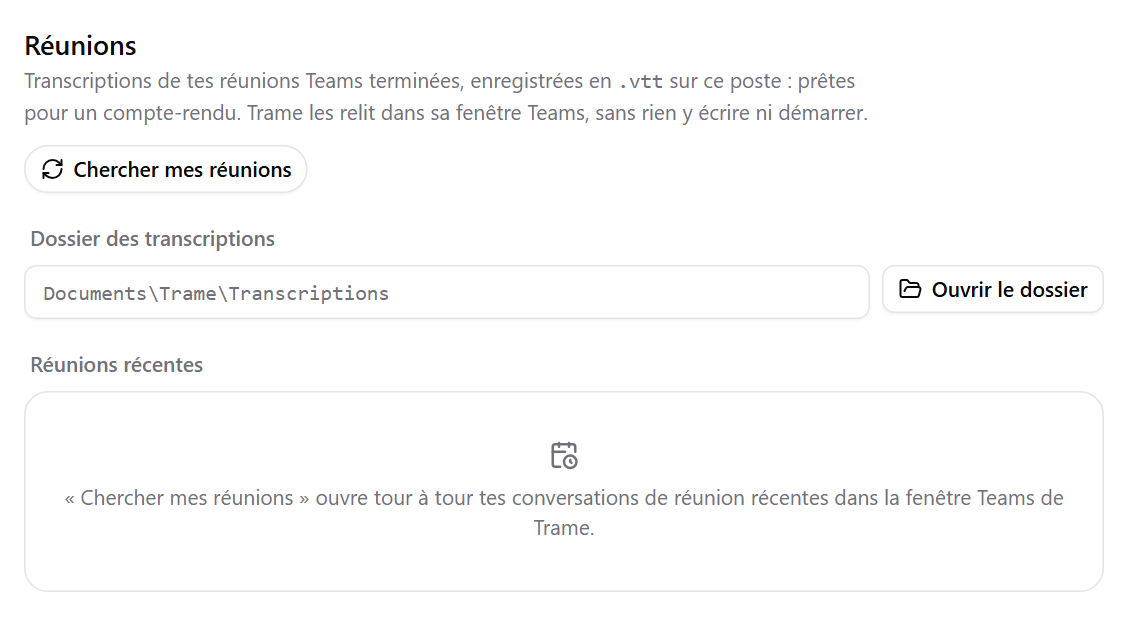 Réunions
Transcriptions de tes réunions Teams terminées, enregistrées en .vtt sur ce poste : prêtes
pour un compte-rendu. Trame les relit dans sa fenêtre Teams, sans rien y écrire ni démarrer.
Chercher mes réunions
Dossier des transcriptions
Documents\Trame\Transcriptions
Ouvrir le dossier
Réunions récentes
« Chercher mes réunions » ouvre tour à tour tes conversations de réunion récentes dans la fenêtre Teams de
Trame.